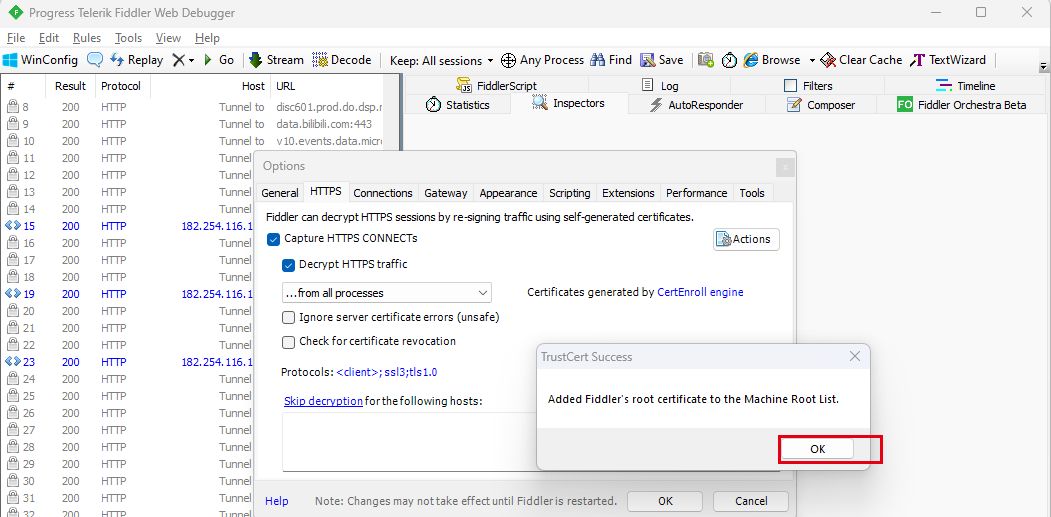 Progress Telerik Fiddler Web Debugger
File Edit Rules Tools View Help
WinConfig Replay Go Stream Decode Keep: All sessions Any Process Find Save Browse Clear Cache TextWizard
# Result Protocol Host URL
FiddlerScript Log Filters Timeline
Statistics Inspectors AutoResponder Composer FO Fiddler Orchestra Beta
8 200 HTTP Tunnel to disc601.prod.do.dsp.r
9 200 HTTP Tunnel to data.bilibili.com:443
10 200 HTTP Tunnel to v10.events.data.micr
11 200 HTTP Tunnel
12 200 HTTP Tunnel
13 200 HTTP Tunnel
14 200 HTTP Tunnel
15 200 HTTP 182.254.116.1
16 200 HTTP Tunnel
17 200 HTTP Tunnel
18 200 HTTP Tunnel
19 200 HTTP 182.254.116.1
20 200 HTTP Tunnel
21 200 HTTP Tunnel
22 200 HTTP Tunnel
23 200 HTTP 182.254.116.1
24 200 HTTP Tunnel
25 200 HTTP Tunnel
26 200 HTTP Tunnel
27 200 HTTP Tunnel
28 200 HTTP Tunnel
29 200 HTTP Tunnel
30 200 HTTP Tunnel
31 200 HTTP Tunnel
32 200 HTTP Tunnel
Options
General HTTPS Connections Gateway Appearance Scripting Extensions Performance Tools
Fiddler can decrypt HTTPS sessions by re-signing traffic using self-generated certificates.
Capture HTTPS CONNECTs
Actions
Decrypt HTTPS traffic
...from all processes
Certificates generated by CertEnroll engine
Ignore server certificate errors (unsafe)
Check for certificate revocation
Protocols: <client>;ssl3;tls1.0
Skip decryption for the following hosts:
Help Note: Changes may not take effect until Fiddler is restarted. OK Cancel
TrustCert Success
Added Fiddler's root certificate to the Machine Root List.
OK